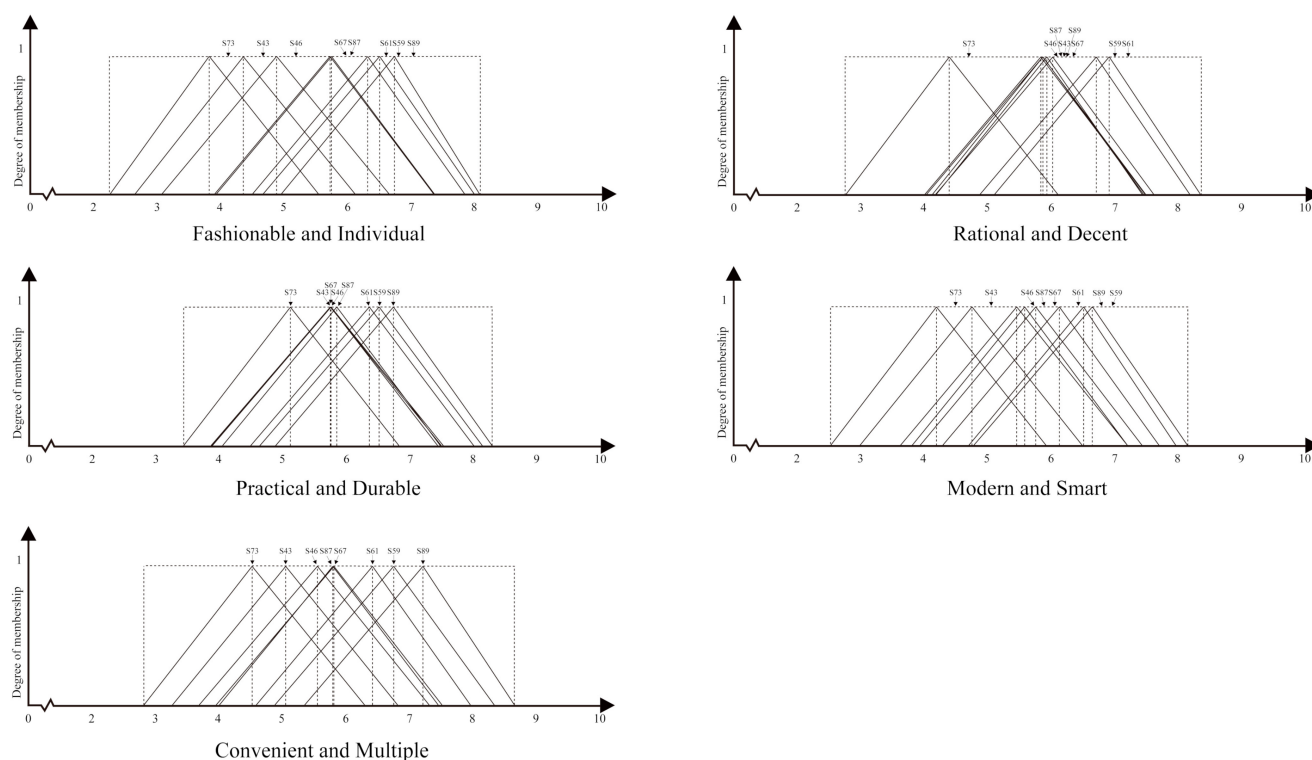 Degree of membership
1
S73 S43 S46 S67 S87 S61 S59 S89
0 2 3 4 5 6 7 8 9 10
Fashionable and Individual
Degree of membership
1
S87 S89
S73 S46 S43 S67 S59 S61
0 2 3 4 5 6 7 8 9 10
Rational and Decent
Degree of membership
1
S67
S73 S43 S46 S87 S61 S59 S89
0 2 3 4 5 6 7 8 9 10
Practical and Durable
Degree of membership
1
S73 S43 S46 S87 S67 S61 S89 S59
0 2 3 4 5 6 7 8 9 10
Modern and Smart
Degree of membership
1
S73 S43 S46 S87 S67 S61 S59 S89
0 2 3 4 5 6 7 8 9 10
Convenient and Multiple